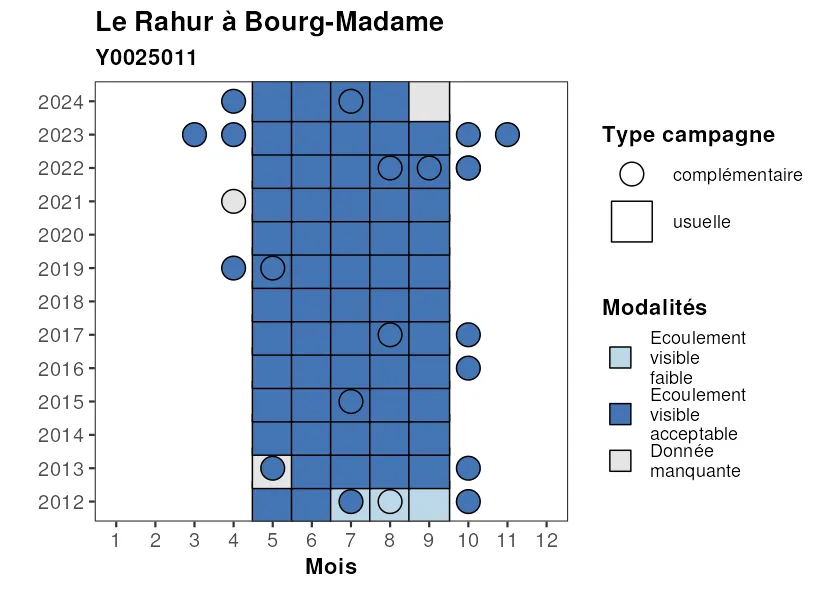 Le Rahur à Bourg-Madame
Y0025011
2024
2023
2022
2021
2020
2019
2018
2017
2016
2015
2014
2013
2012
1 2 3 4 5 6 7 8 9 10 11 12
Mois
Type campagne
complémentaire
usuelle
Modalités
Ecoulement
visible
faible
Ecoulement
visible
acceptable
Donnée
manquante